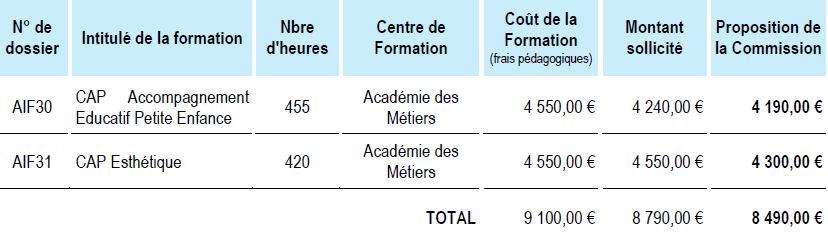 N° de dossier Intitulé de la formation Nbre d'heures Centre de Formation Coût de la Formation (frais pédagogiques) Montant sollicité Proposition de la Commission
AIF30 CAP Accompagnement Educatif Petite Enfance 455 Académie des Métiers 4 550,00 € 4 240,00 € 4 190,00 €
AIF31 CAP Esthétique 420 Académie des Métiers 4 550,00 € 4 550,00 € 4 300,00 €
TOTAL 9 100,00 € 8 790,00 € 8 490,00 €